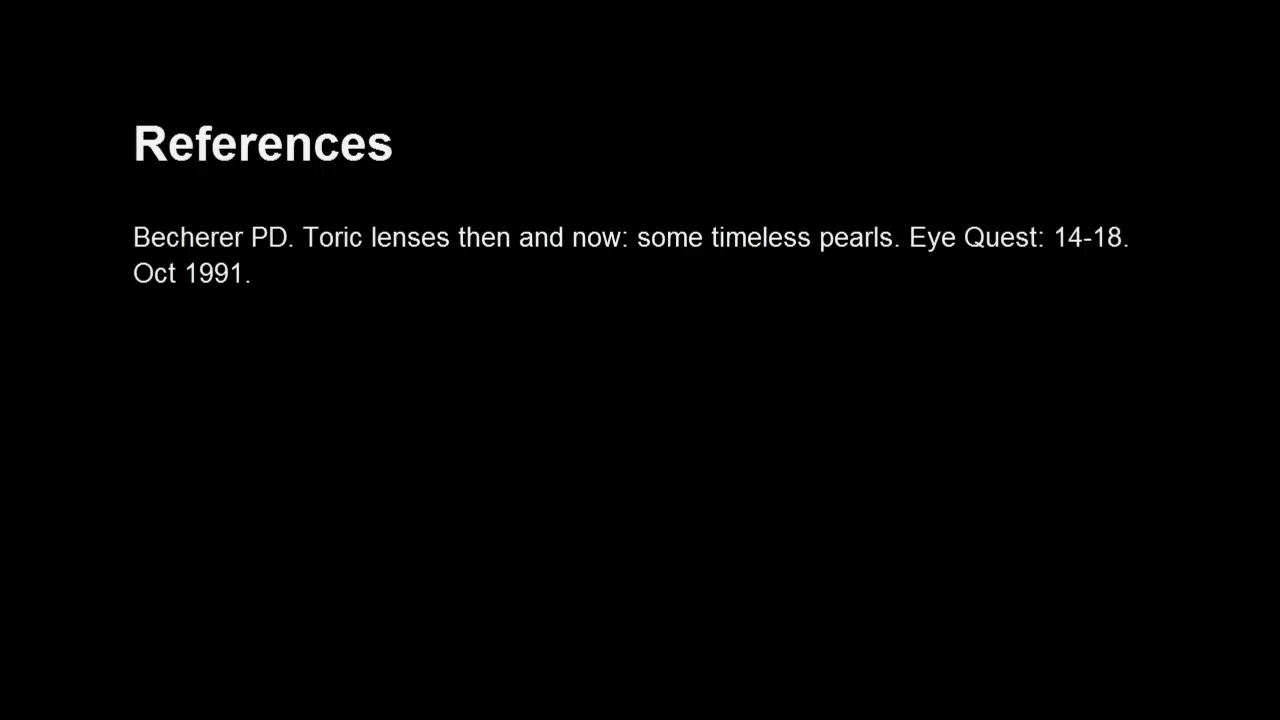 References
Becherer PD. Toric lenses then and now: some timeless pearls. Eye Quest: 14-18.
Oct 1991.